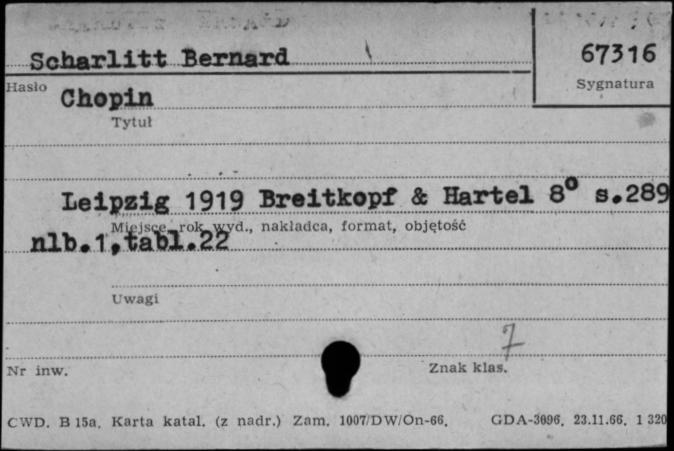 Scharlitt Bernard
67316
Hasło
Sygnatura
Chopin
Tytuł
Leipzig 1919 Breitkopf & Hartel 8° s.289
Miejsce, rok wyd., nakładca, format, objętość
nlb.1,tabl.22
Uwagi
7
Nr inw.
Znak klas.
CWD. B 15a. Karta katal. (z nadr.) Zam. 1007/DW/On-66. GDA-3096. 23.11.66. 1 320